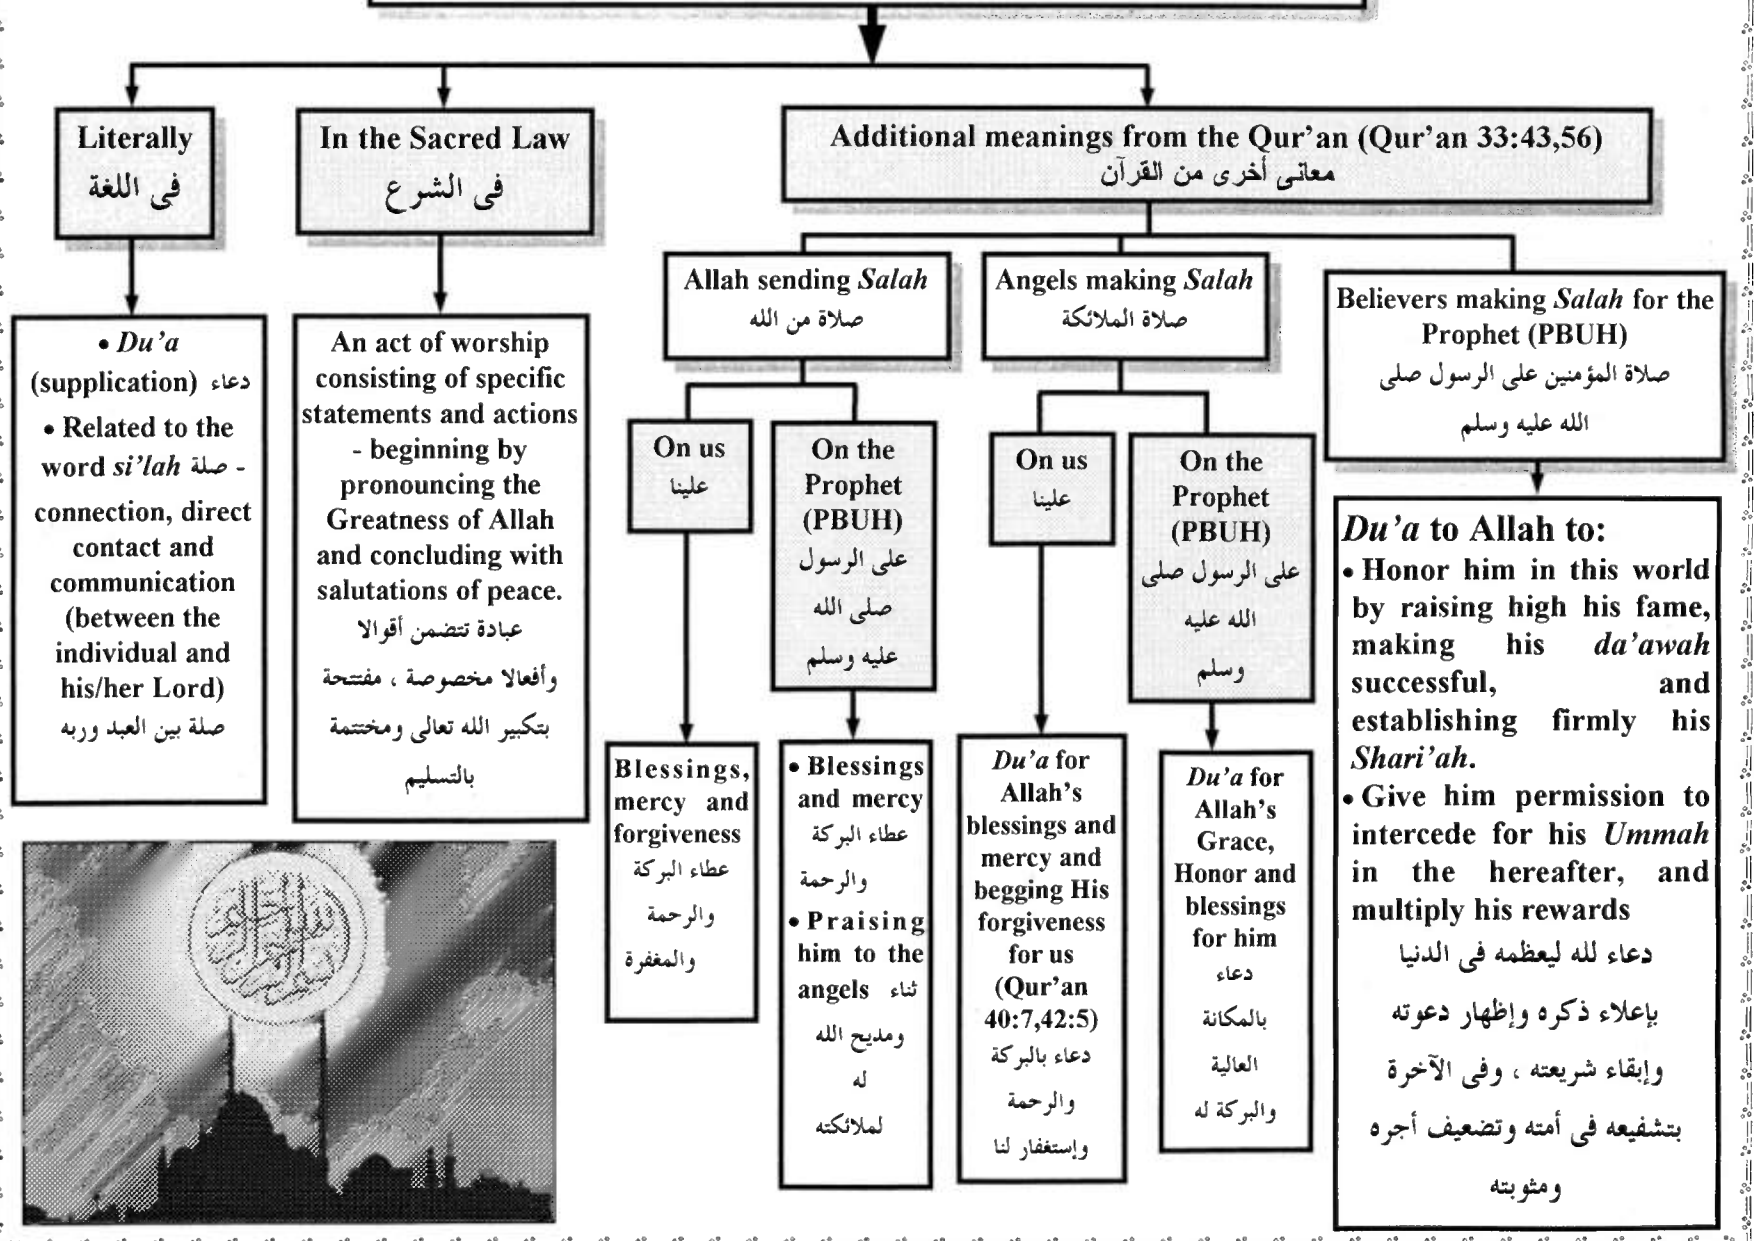 Literally
فى اللغة
In the Sacred Law
فى الشرع
Additional meanings from the Qur'an (Qur'an 33:43,56)
معانى أخرى من القرآن
• Du'a
(supplication) دعاء
• Related to the
word si'lah صلة -
connection, direct
contact and
communication
(between the
individual and
his/her Lord)
صلة بين العبد وربه
An act of worship
consisting of specific
statements and actions
- beginning by
pronouncing the
Greatness of Allah
and concluding with
salutations of peace.
عبادة تتضمن أقوالا
وأفعالا مخصوصة ، مفتتحة
بتكبير الله تعالى ومختتمة
بالتسليم
Allah sending Salah
صلاة من الله
On us
علينا
Blessings,
mercy and
forgiveness
عطاء البركة
والرحمة
والمغفرة
On the
Prophet
(PBUH)
على الرسول
صلى الله
عليه وسلم
• Blessings
and mercy
عطاء البركة
والرحمة
• Praising
him to the
angels ثناء
ومديح الله
له
لملائكته
Angels making Salah
صلاة الملائكة
On us
علينا
Du'a for
Allah's
blessings and
mercy and
begging His
forgiveness
for us
(Qur'an
40:7,42:5)
دعاء بالبركة
والرحمة
وإستغفار لنا
On the
Prophet
(PBUH)
على الرسول صلى
الله عليه
وسلم
Du'a for
Allah's
Grace,
Honor and
blessings
for him
دعاء
بالمكانة
العالية
والبركة له
Believers making Salah for the
Prophet (PBUH)
صلاة المؤمنين على الرسول صلى
الله عليه وسلم
Du'a to Allah to:
• Honor him in this world
by raising high his fame,
making his da'awah
successful, and
establishing firmly his
Shari'ah.
• Give him permission to
intercede for his Ummah
in the hereafter, and
multiply his rewards
دعاء لله ليعظمه فى الدنيا
بإعلاء ذكره وإظهار دعوته
وإبقاء شريعته ، وفى الآخرة
بتشفيعه فى أمته وتضعيف أجره
ومثوبته